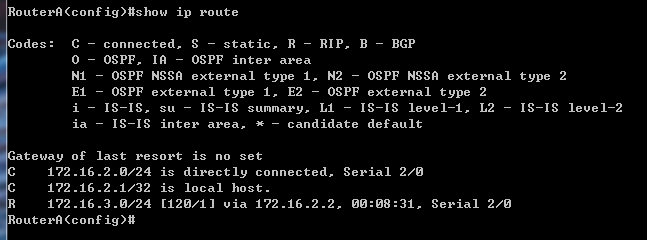 RouterA(config)#show ip route
Codes:  C - connected, S - static, R - RIP, B - BGP
O - OSPF, IA - OSPF inter area
N1 - OSPF NSSA external type 1, N2 - OSPF NSSA external type 2
E1 - OSPF external type 1, E2 - OSPF external type 2
i - IS-IS, su - IS-IS summary, L1 - IS-IS level-1, L2 - IS-IS level-2
ia - IS-IS inter area, * - candidate default
Gateway of last resort is no set
C    172.16.2.0/24 is directly connected, Serial 2/0
C    172.16.2.1/32 is local host.
R    172.16.3.0/24 [120/1] via 172.16.2.2, 00:08:31, Serial 2/0
RouterA(config)#